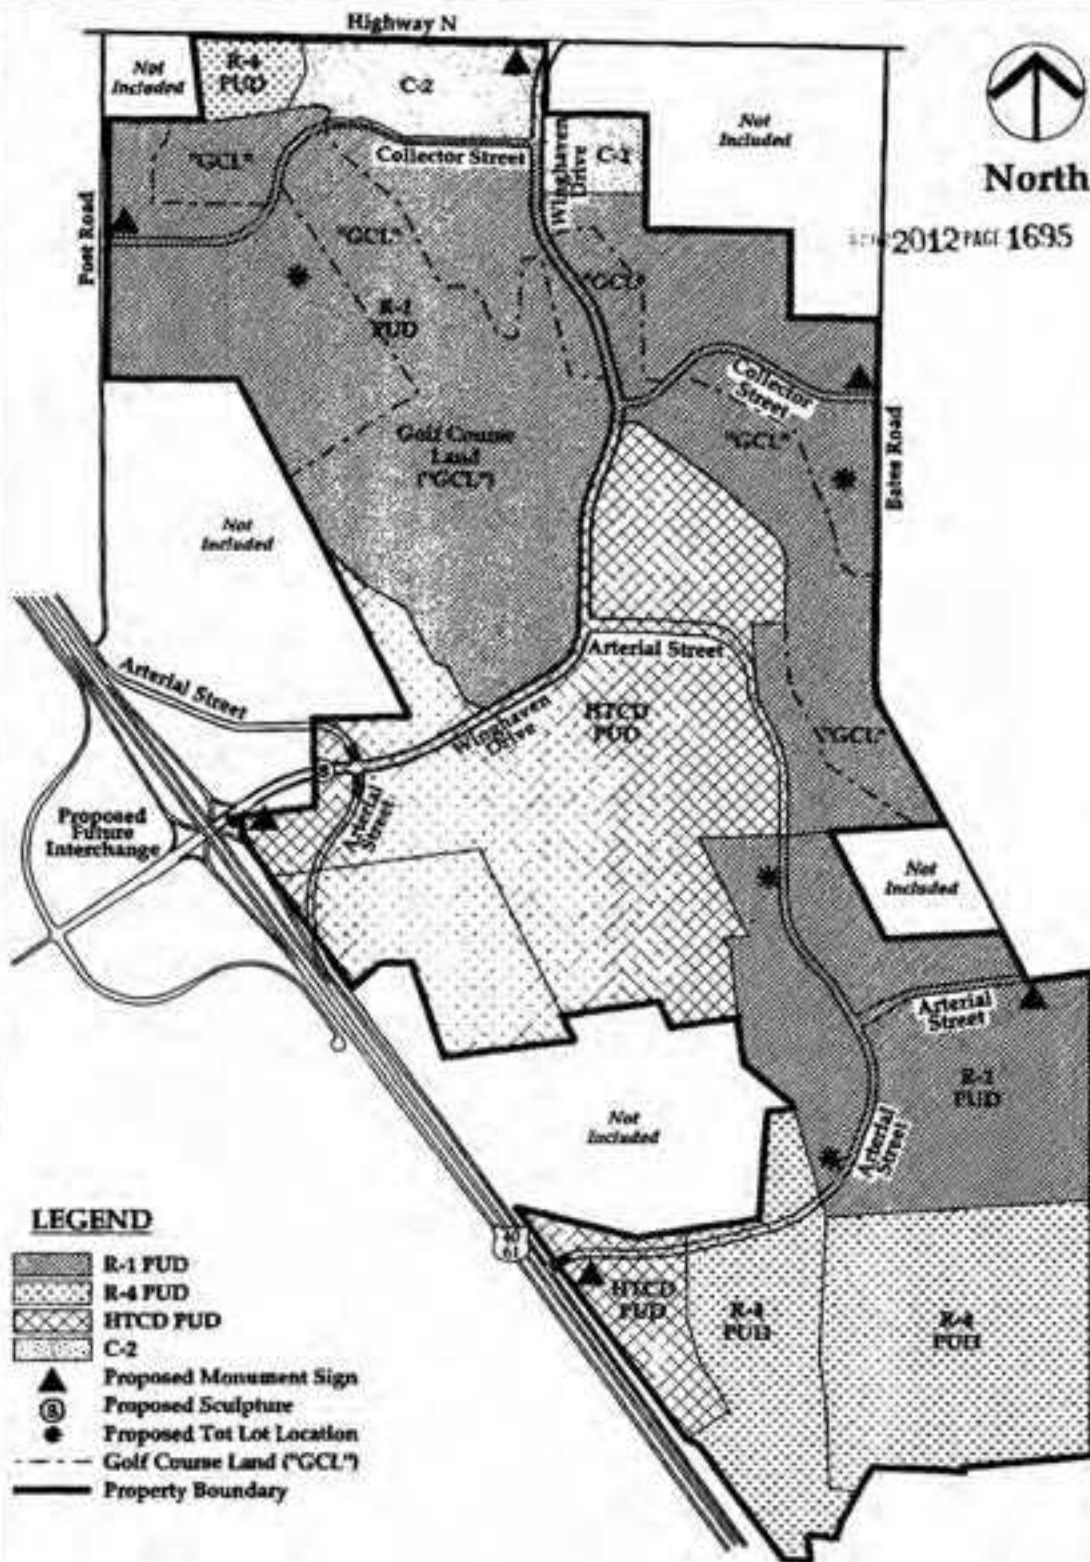 Highway N
Not
Included
R-4
PUD
C-2
Not
Included
North
2012 PAGE 1695
"GCL"
Collector Street
Winghaven
Drive
C-2
Post Road
"GCL"
"GCL"
R-1
PUD
Collector
Street
Golf Course
Land
("GCL")
"GCL"
Bates Road
Not
Included
Arterial Street
Arterial Street
HTCD
PUD
Winghaven
Drive
"GCL"
S
Proposed
Future
Interchange
Arterial
Street
Not
Included
Arterial
Street
R-1
PUD
Not
Included
Arterial
Street
LEGEND
40
61
R-1 PUD
R-4 PUD
HTCD PUD
C-2
Proposed Monument Sign
S
Proposed Sculpture
Proposed Tot Lot Location
Golf Course Land ("GCL")
Property Boundary
HTCD
PUD
R-4
PUD
R-4
PUD